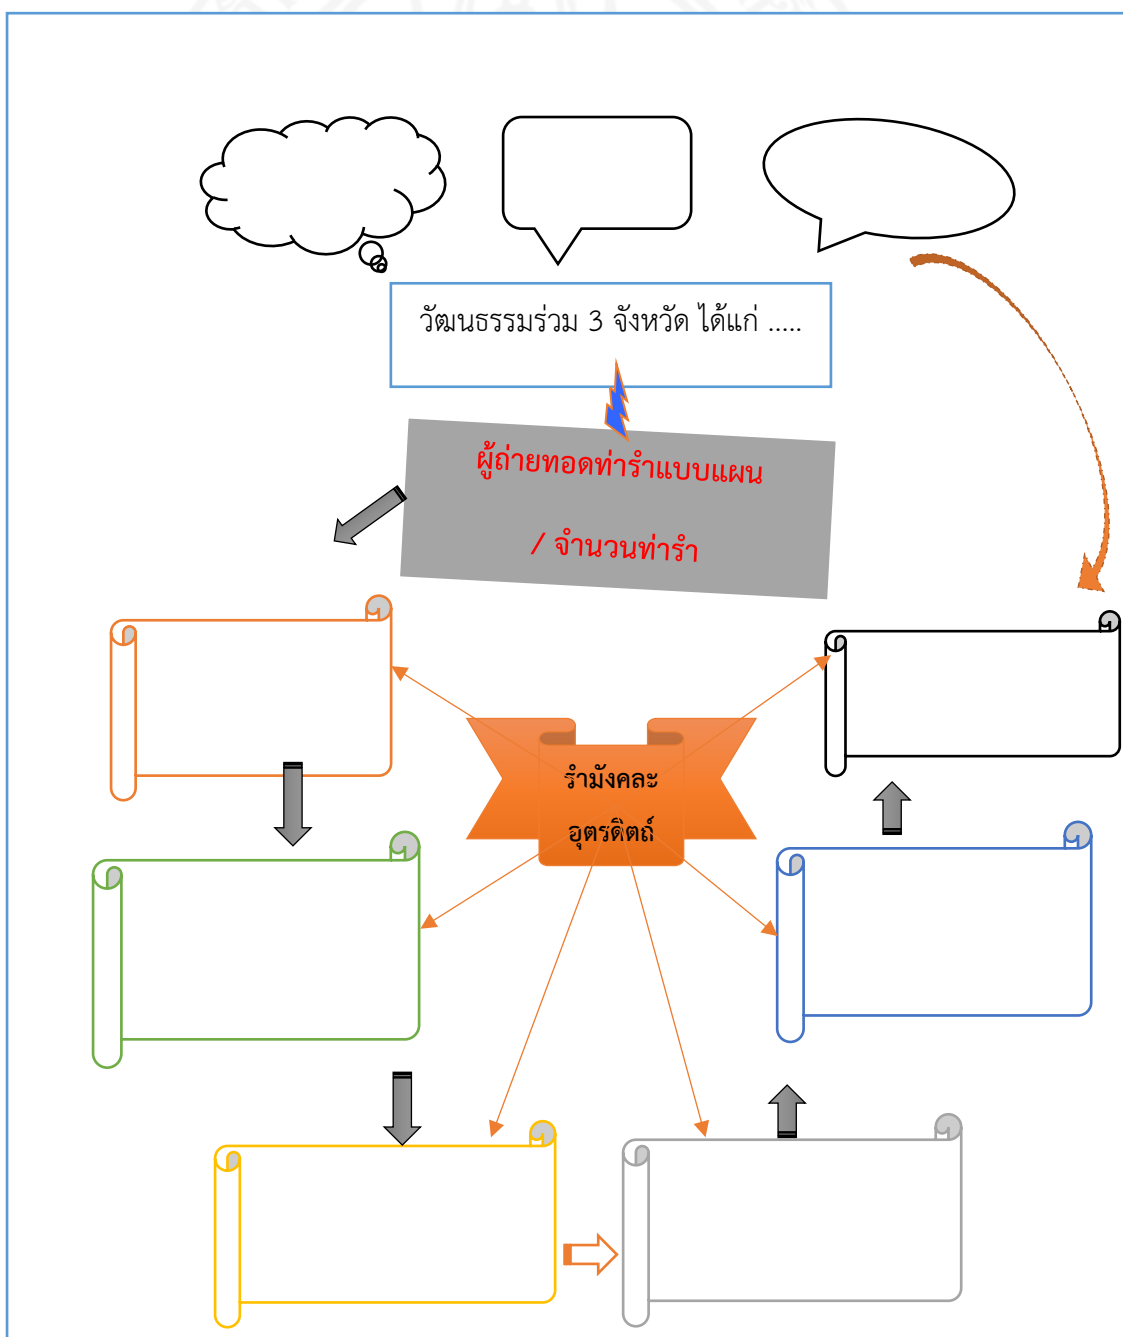 วัฒนธรรมร่วม 3 จังหวัด ได้แก่ .....
ผู้ถ่ายทอดท่ารำแบบแผน
/ จำนวนท่ารำ
รำมังคละ
อุตรดิตถ์